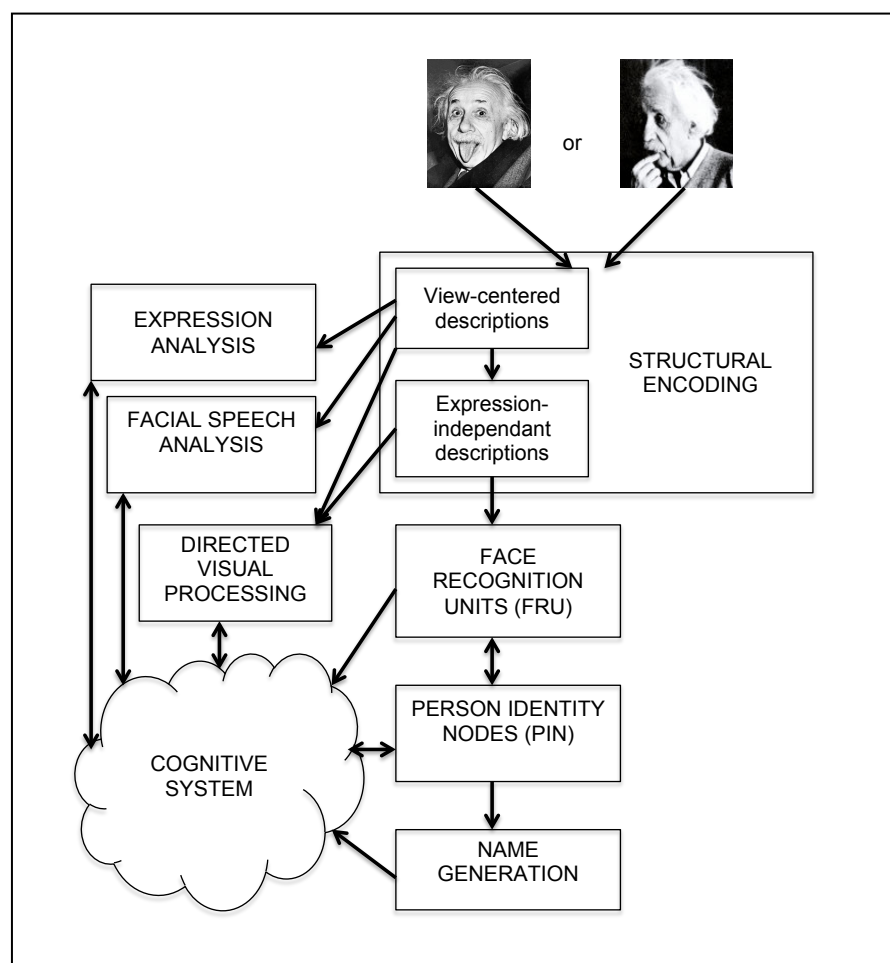 or
View-centered
descriptions
EXPRESSION
ANALYSIS
STRUCTURAL
ENCODING
Expression-
independant
descriptions
FACIAL SPEECH
ANALYSIS
DIRECTED
VISUAL
PROCESSING
FACE
RECOGNITION
UNITS (FRU)
PERSON IDENTITY
NODES (PIN)
COGNITIVE
SYSTEM
NAME
GENERATION